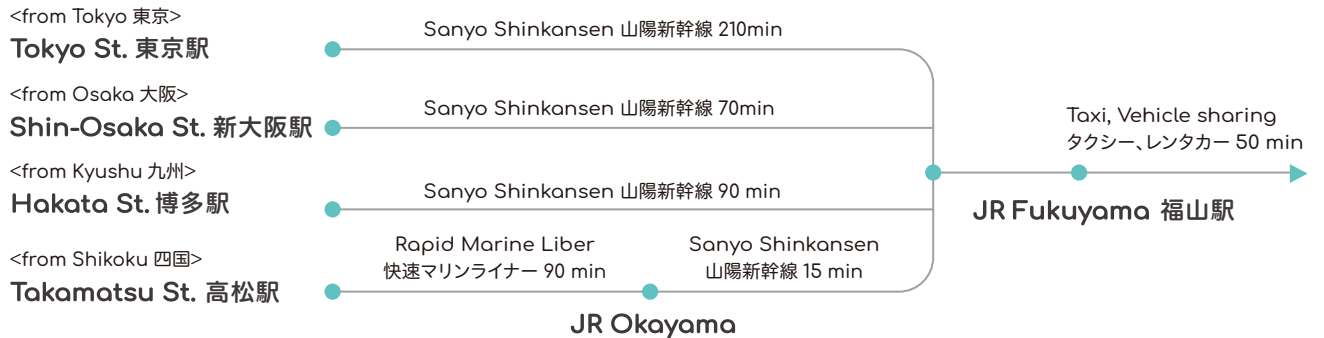 <from Tokyo 東京>
Tokyo St. 東京駅
Sanyo Shinkansen 山陽新幹線 210min
<from Osaka 大阪>
Shin-Osaka St. 新大阪駅
Sanyo Shinkansen 山陽新幹線 70min
<from Kyushu 九州>
Hakata St. 博多駅
Sanyo Shinkansen 山陽新幹線 90 min
<from Shikoku 四国>
Takamatsu St. 高松駅
Rapid Marine Liber
快速マリンライナー 90 min
JR Okayama
Sanyo Shinkansen
山陽新幹線 15 min
JR Fukuyama 福山駅
Taxi, Vehicle sharing
タクシー、レンタカー 50 min